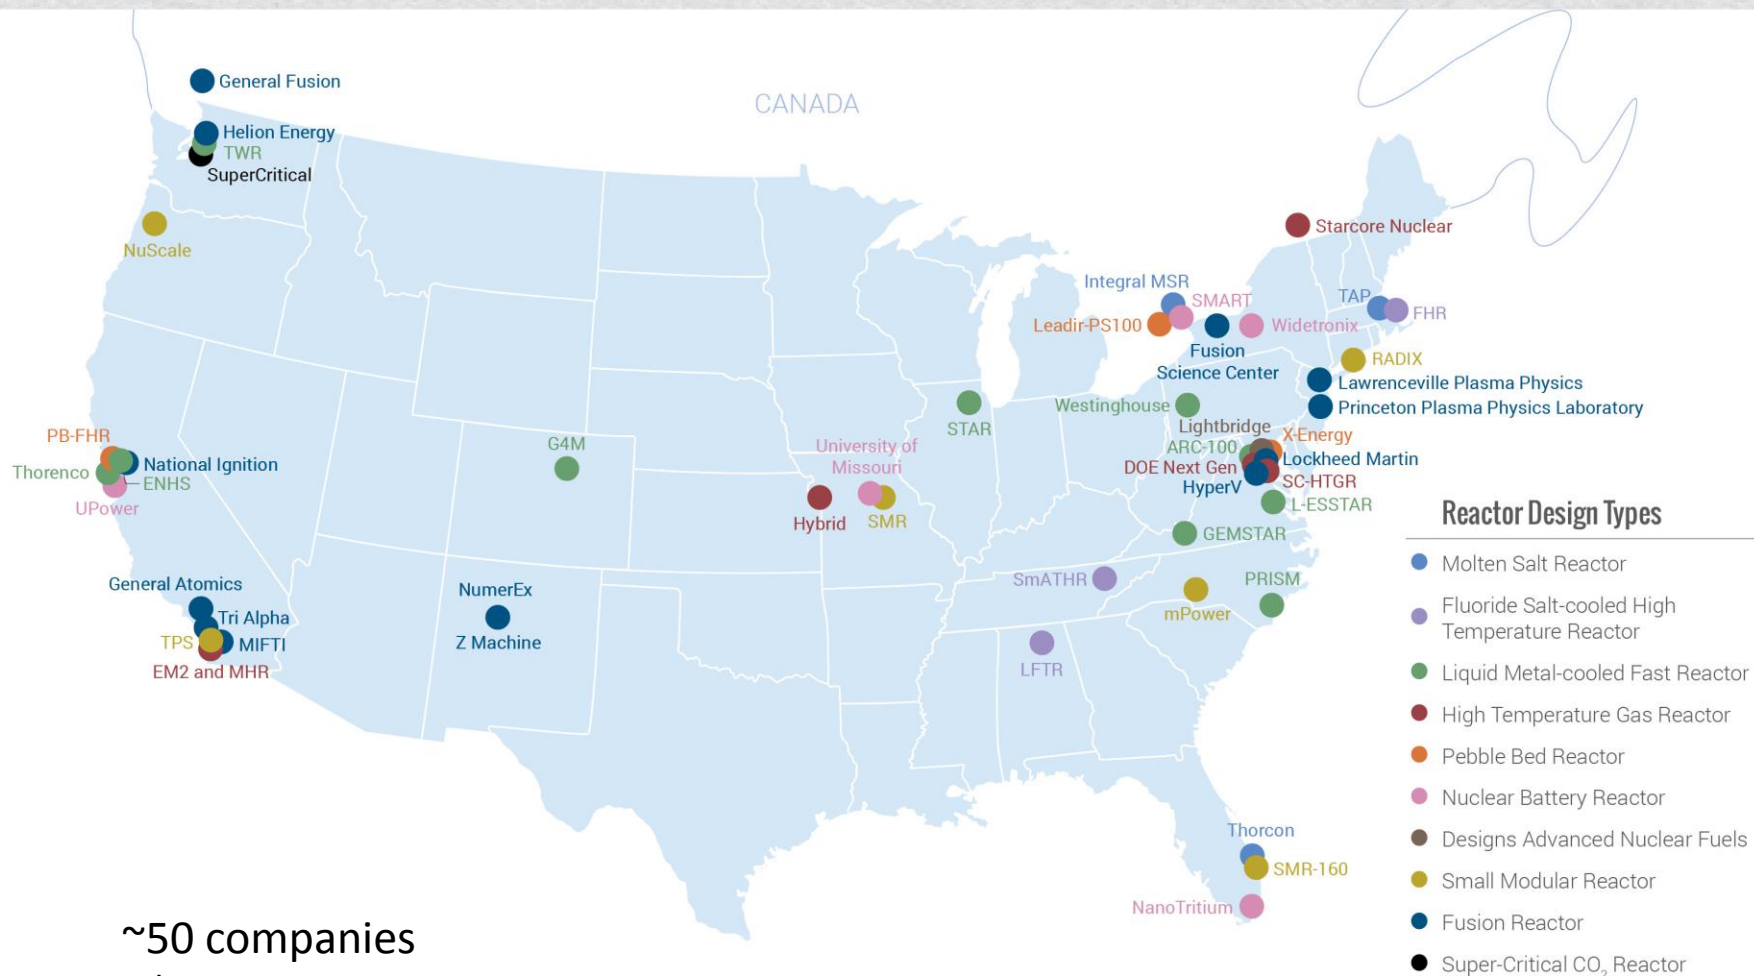 CANADA
General Fusion
Helion Energy
TWR
SuperCritical
NuScale
Starcore Nuclear
Integral MSR
SMART
Leadir-PS100
Widetronix
TAP
FHR
Fusion
Science Center
RADIX
Lawrenceville Plasma Physics
Princeton Plasma Physics Laboratory
Westinghouse
STAR
Lightbridge
X-Energy
ARC-100
Lockheed Martin
DOE Next Gen
SC-HTGR
HyperV
L-ESSTAR
GEMSTAR
PB-FHR
National Ignition
Thorenco
ENHS
UPower
G4M
University of
Missouri
Hybrid
SMR
SmATHR
PRISM
mPower
LFTR
General Atomics
Tri Alpha
TPS
MIFTI
EM2 and MHR
NumerEx
Z Machine
Thorcon
SMR-160
NanoTritium
~50 companies
Reactor Design Types
Molten Salt Reactor
Fluoride Salt-cooled High
Temperature Reactor
Liquid Metal-cooled Fast Reactor
High Temperature Gas Reactor
Pebble Bed Reactor
Nuclear Battery Reactor
Designs Advanced Nuclear Fuels
Small Modular Reactor
Fusion Reactor
Super-Critical CO₂ Reactor